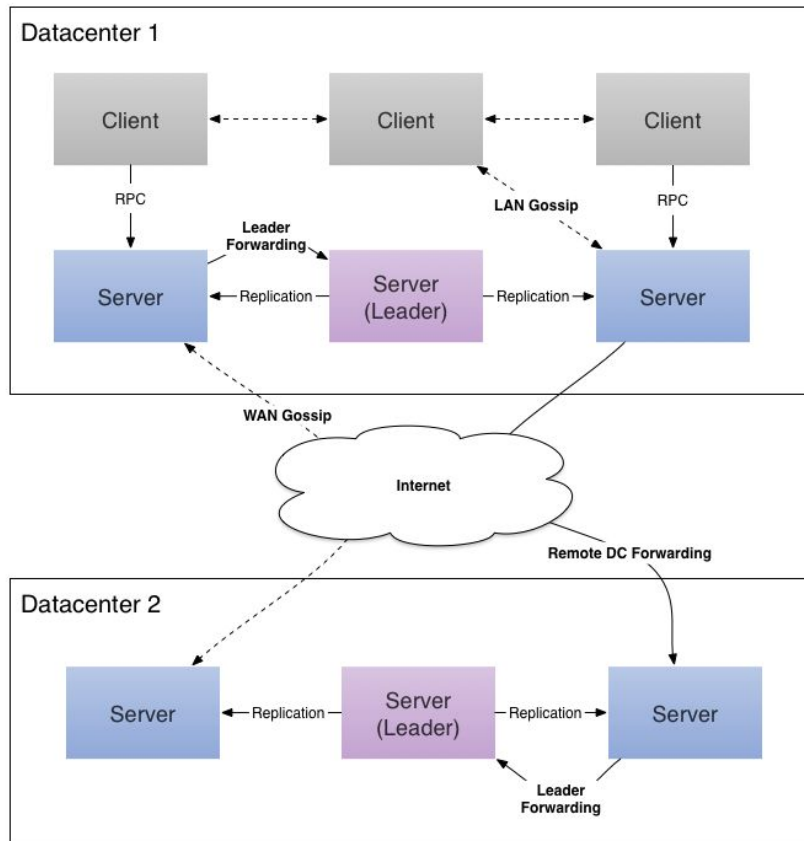 Datacenter 1
Client
Client
Client
RPC
LAN Gossip
RPC
Leader
Forwarding
Server
Replication
Server
(Leader)
Replication
Server
WAN Gossip
Internet
Remote DC Forwarding
Datacenter 2
Server
Replication
Server
(Leader)
Replication
Server
Leader
Forwarding